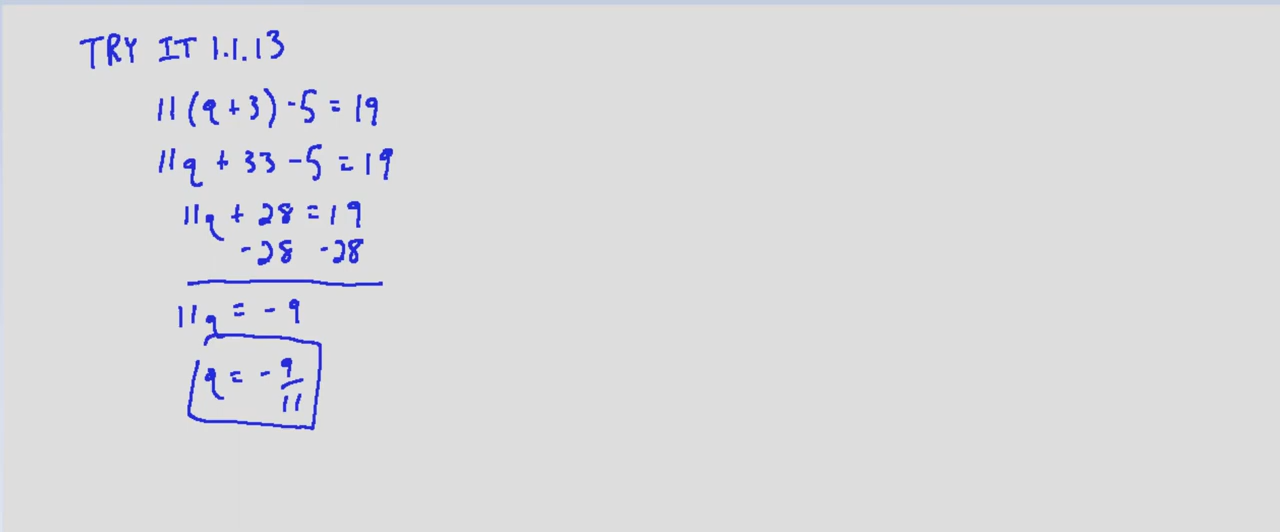 TRY IT 1.1.13
11(q+3)-5=19
11q+33-5=19
11q+28=19
-28 -28
11q=-9
q=-9/11